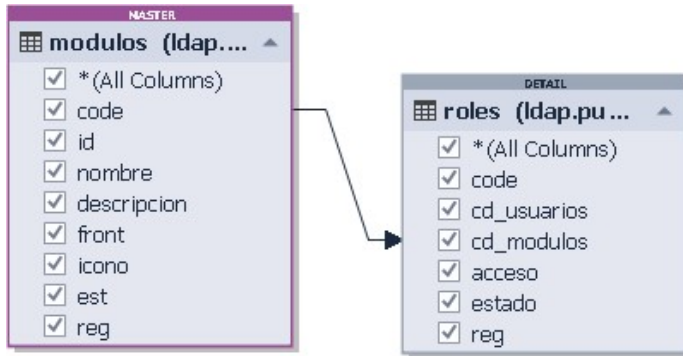 MASTER
modulos (ldap....
*(All Columns)
code
id
nombre
descripcion
front
icono
est
reg
DETAIL
roles (ldap.pu...
*(All Columns)
code
cd_usuarios
cd_modulos
acceso
estado
reg